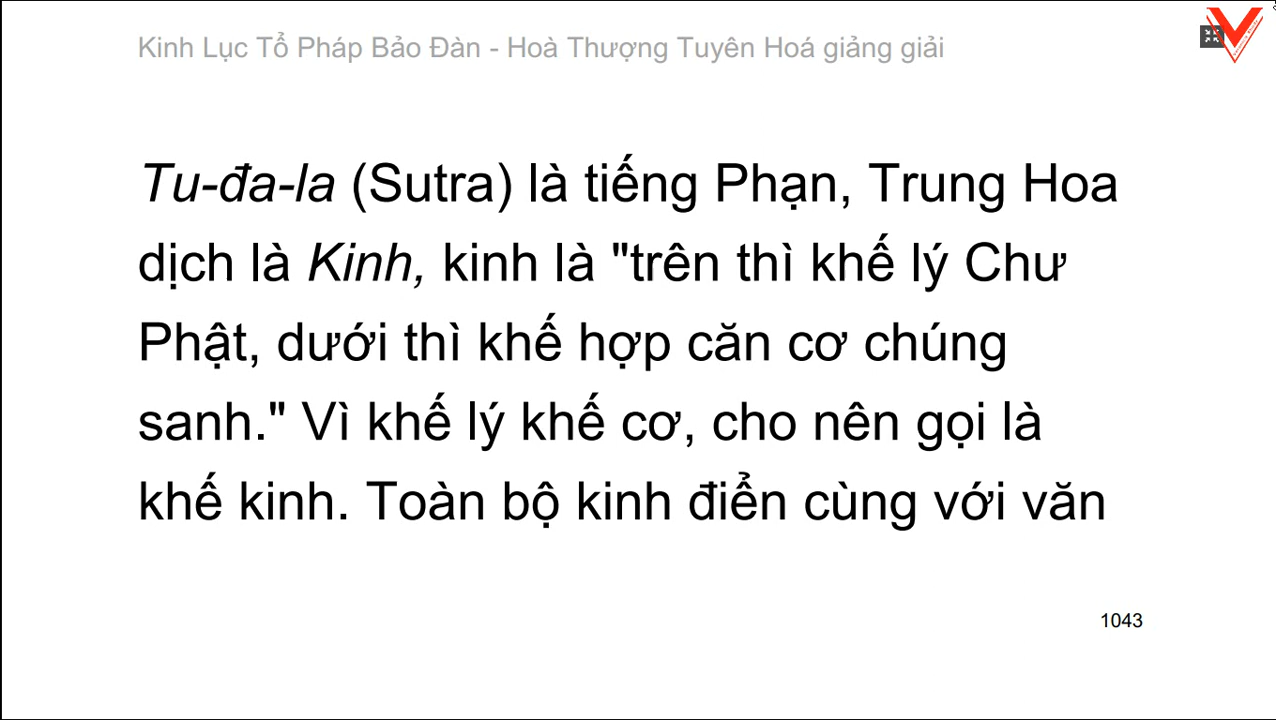 Kinh Lục Tổ Pháp Bảo Đàn - Hoà Thượng Tuyên Hoá giảng giải
Tu-đa-la (Sutra) là tiếng Phạn, Trung Hoa
dịch là Kinh, kinh là "trên thì khế lý Chư
Phật, dưới thì khế hợp căn cơ chúng
sanh." Vì khế lý khế cơ, cho nên gọi là
khế kinh. Toàn bộ kinh điển cùng với văn
1043